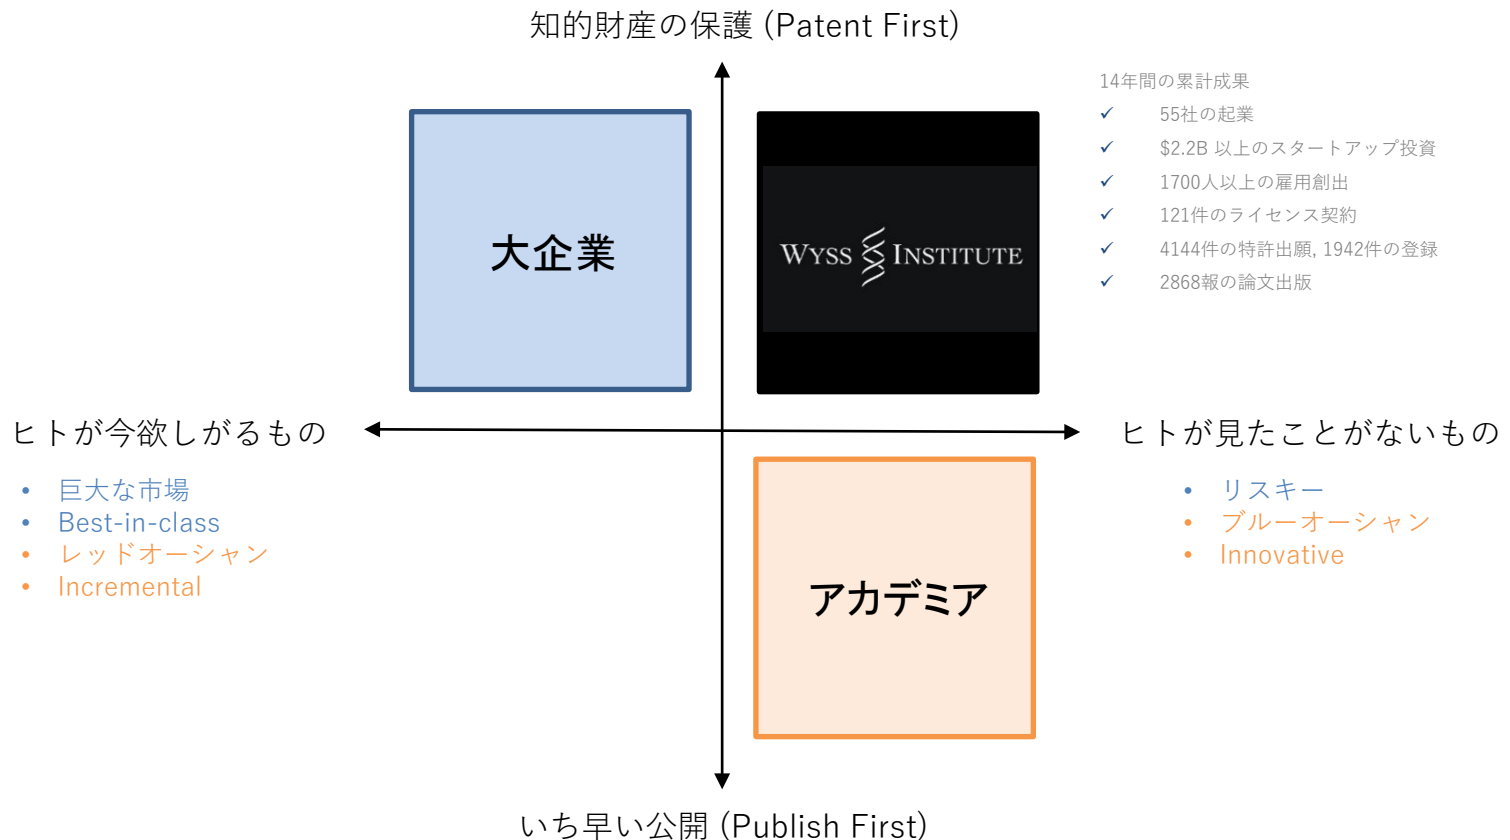 知的財産の保護 (Patent First)
14年間の累計成果
✓ 55社の起業
✓ $2.2B 以上のスタートアップ投資
✓ 1700人以上の雇用創出
✓ 121件のライセンス契約
✓ 4144件の特許出願, 1942件の登録
✓ 2868報の論文出版
大企業
WYSS INSTITUTE
ヒトが今欲しがるもの
ヒトが見たことがないもの
• 巨大な市場
• Best-in-class
• レッドオーシャン
• Incremental
• リスキー
• ブルーオーシャン
• Innovative
アカデミア
いち早い公開 (Publish First)